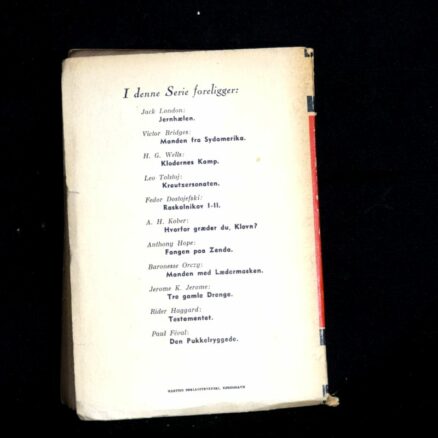 I denne Serie foreligger:
Jack London:
Jernhælen.
Victor Bridges:
Manden fra Sydamerika.
H. G. Wells:
Klodernes Kamp.
Leo Tolstoj:
Kreutzersonaten.
Fedor Dostojefski:
Raskolnikov I-II.
A. H. Kober:
Hvorfor græder du, Klovn?
Anthony Hope:
Fangen paa Zenda.
Baronesse Orczy:
Manden med Lædermasken.
Jerome K. Jerome:
Tre gamle Drenge.
Rider Haggard:
Testamentet.
Paul Féval:
Den Pukkelryggede.